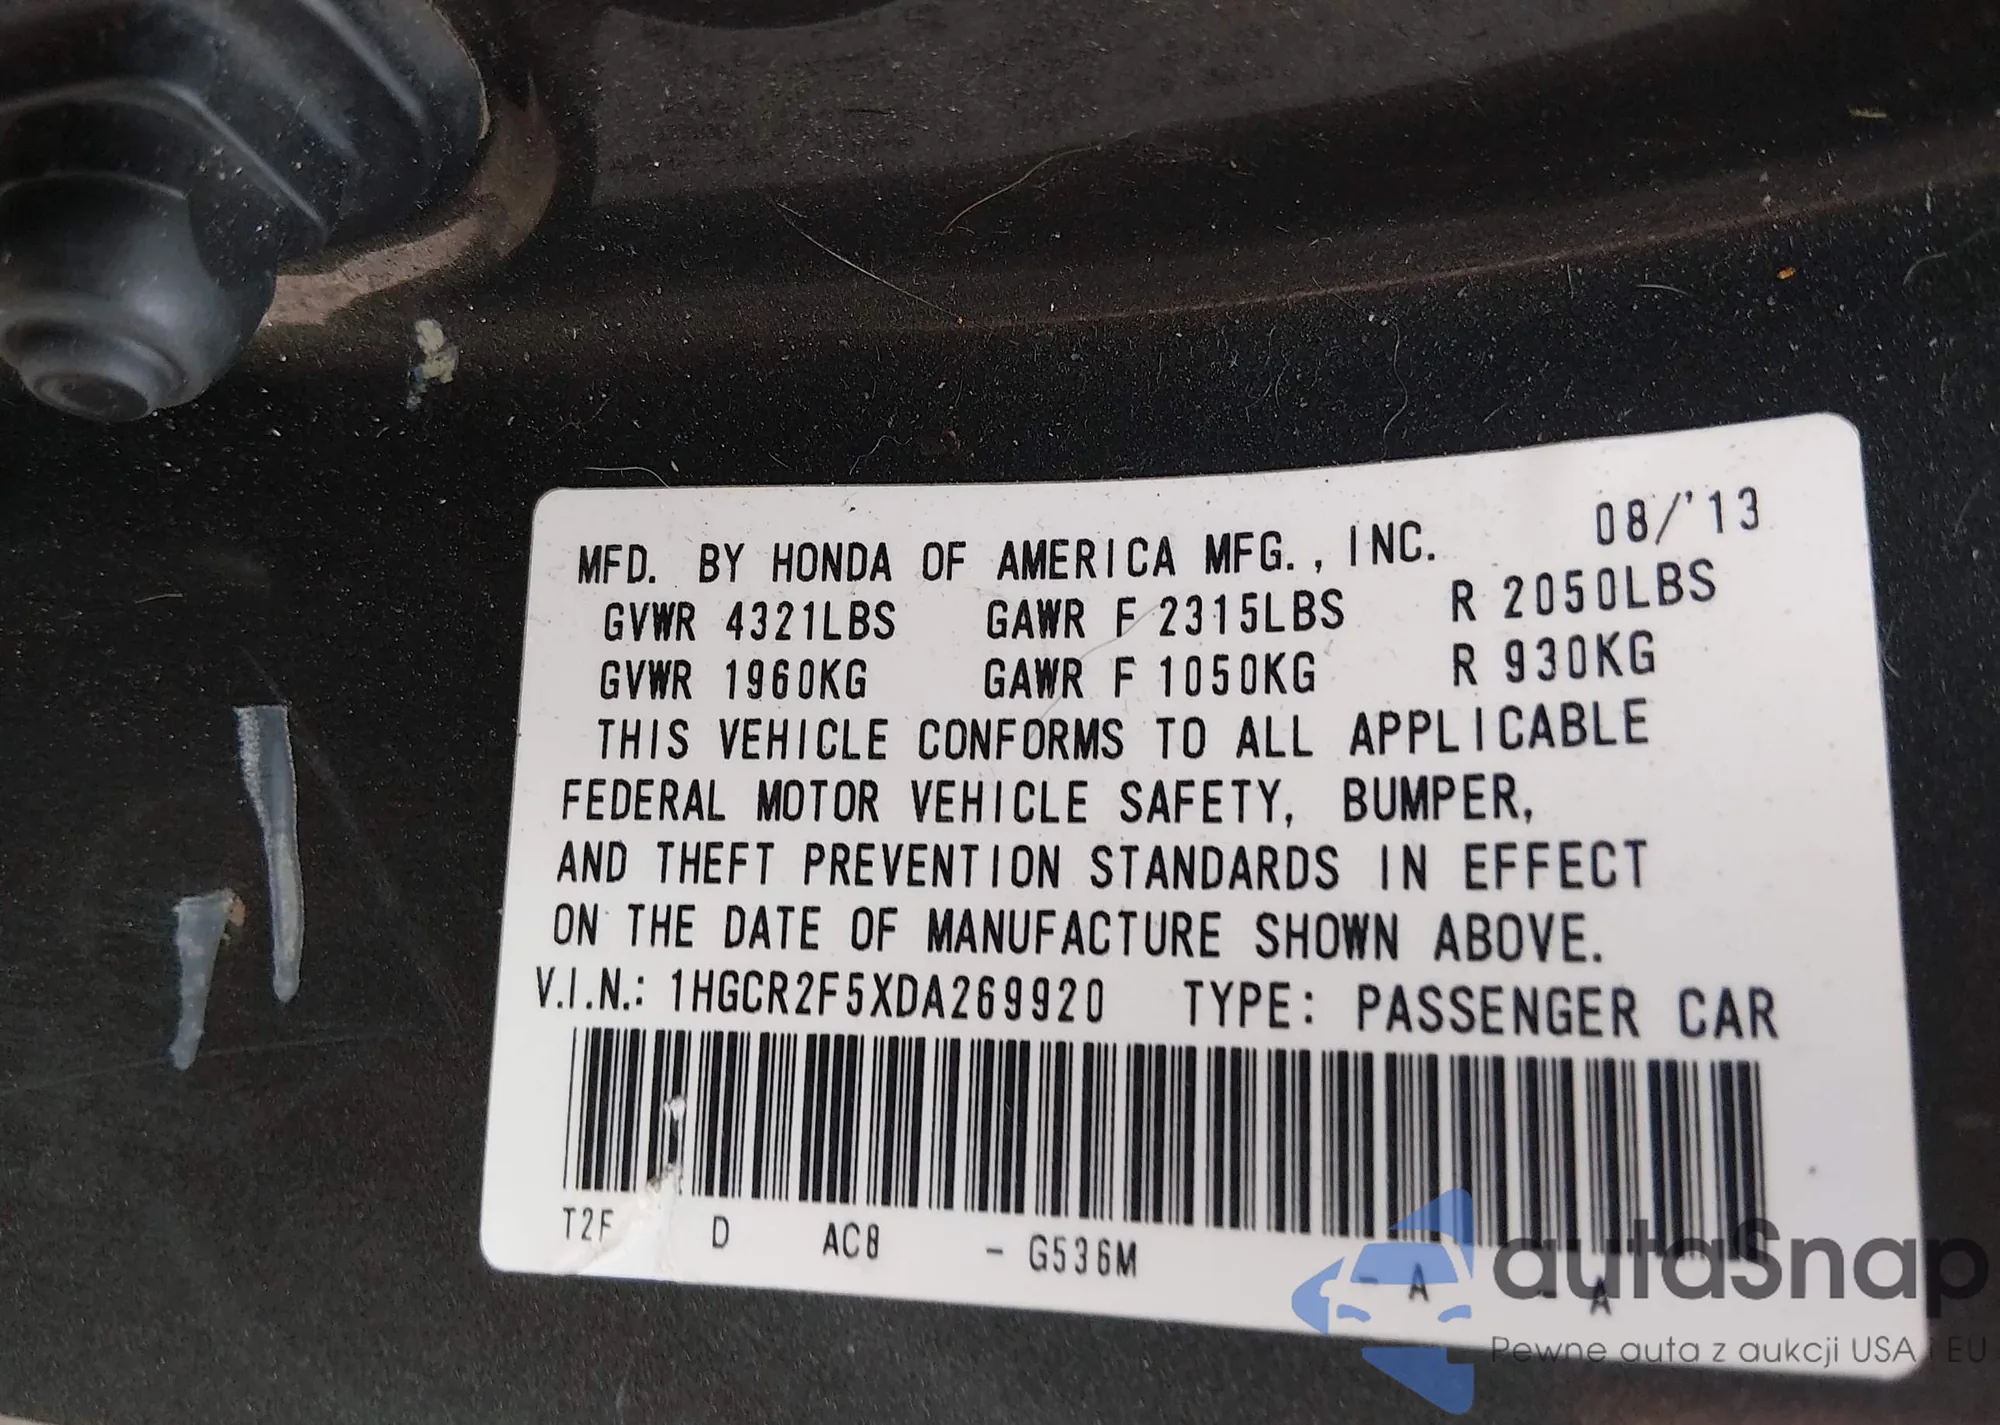 MFD. BY HONDA OF AMERICA MFG., INC. 08/'13
GVWR 4321LBS GAWR F 2315LBS R 2050LBS
GVWR 1960KG GAWR F 1050KG R 930KG
THIS VEHICLE CONFORMS TO ALL APPLICABLE
FEDERAL MOTOR VEHICLE SAFETY, BUMPER,
AND THEFT PREVENTION STANDARDS IN EFFECT
ON THE DATE OF MANUFACTURE SHOWN ABOVE.
V.I.N.: 1HGCR2F5XDA269920 TYPE: PASSENGER CAR
T2F D AC8 - G536M - A A
autaSnap
Pewne auta z aukcji USA i EU